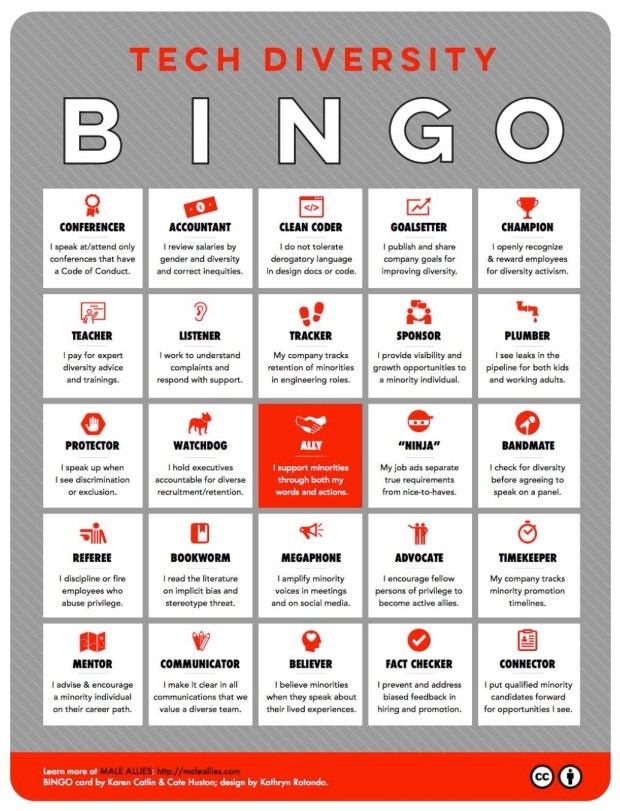 TECH DIVERSITY
BINGO
CONFERENCER
I speak at/attend only
conferences that have
a Code of Conduct.
ACCOUNTANT
I review salaries by
gender and diversity
and correct inequities.
</>
CLEAN CODER
I do not tolerate
derogatory language
in design docs or code.
GOALSETTER
I publish and share
company goals for
improving diversity.
CHAMPION
I openly recognize
& reward employees
for diversity activism.
TEACHER
I pay for expert
diversity advice
and trainings.
LISTENER
I work to understand
complaints and
respond with support.
TRACKER
My company tracks
retention of minorities
in engineering roles.
SPONSOR
I provide visibility and
growth opportunities to
a minority individual.
PLUMBER
I see leaks in the
pipeline for both kids
and working adults.
PROTECTOR
I speak up when
I see discrimination
or exclusion.
WATCHDOG
I hold executives
accountable for diverse
recruitment/retention.
ALLY
I support minorities
through both my
words and actions.
"NINJA"
My job ads separate
true requirements
from nice-to-haves.
BANDMATE
I check for diversity
before agreeing to
speak on a panel.
REFEREE
I discipline or fire
employees who
abuse privilege.
BOOKWORM
I read the literature
on implicit bias and
stereotype threat.
MEGAPHONE
I amplify minority
voices in meetings
and on social media.
ADVOCATE
I encourage fellow
persons of privilege to
become active allies.
TIMEKEEPER
My company tracks
minority promotion
timelines.
MENTOR
I advise & encourage
a minority individual
on their career path.
COMMUNICATOR
I make it clear in all
communications that we
value a diverse team.
BELIEVER
I believe minorities
when they speak about
their lived experiences.
FACT CHECKER
I prevent and address
biased feedback in
hiring and promotion.
CONNECTOR
I put qualified minority
candidates forward
for opportunities I see.
Learn more at MALE ALLIES: http://maleallies.com
BINGO card by Karen Catlin & Cate Huston; design by Kathryn Rotondo.
cc